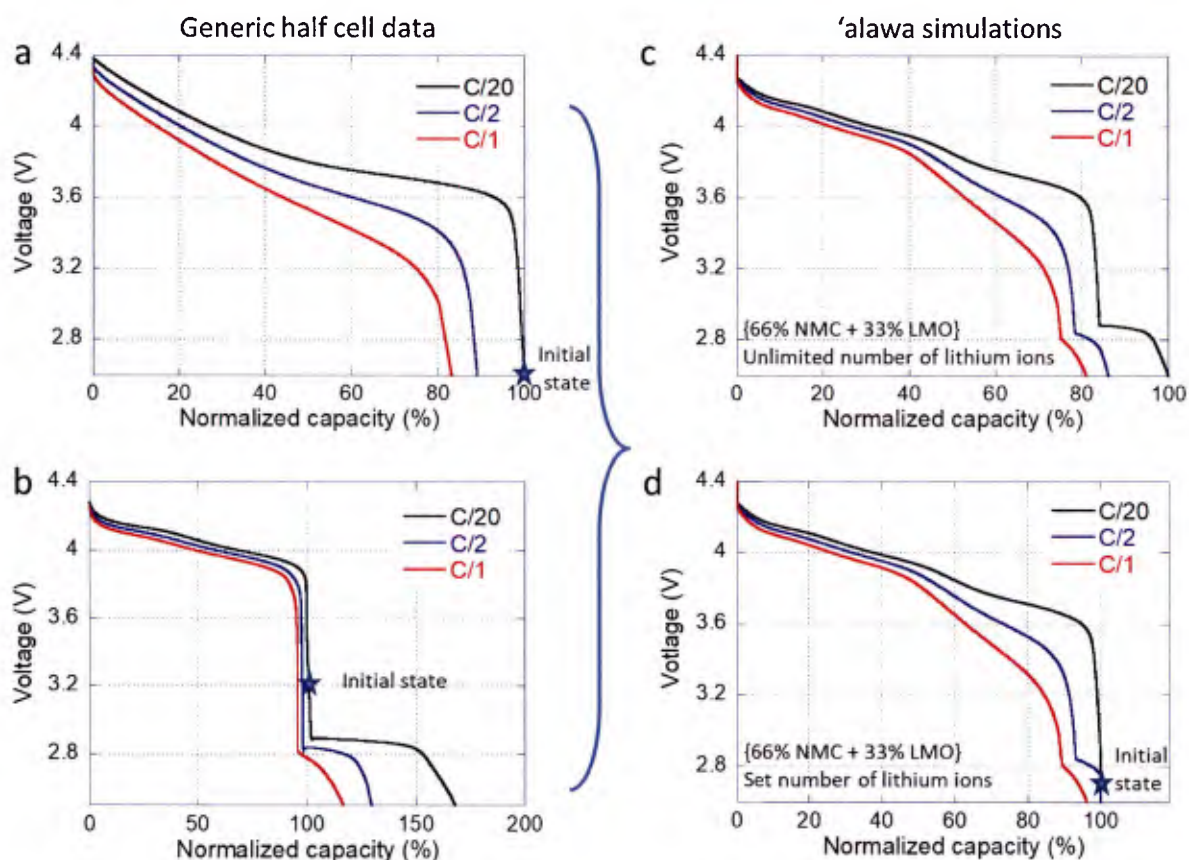 Generic half cell data
'alawa simulations
a
4.4
4
3.6
3.2
2.8
Voltage (V)
C/20
C/2
C/1
Initial
state
0
20
40
60
80
100
Normalized capacity (%)
c
4.4
4
3.6
3.2
2.8
Votlage (V)
C/20
C/2
C/1
{66% NMC + 33% LMO}
Unlimited number of lithium ions
0
20
40
60
80
100
Normalized capacity (%)
b
4.4
4
3.6
3.2
2.8
Voltage (V)
C/20
C/2
C/1
Initial state
0
50
100
150
200
Normalized capacity (%)
d
4.4
4
3.6
3.2
2.8
Votlage (V)
C/20
C/2
C/1
{66% NMC + 33% LMO}
Set number of lithium ions
Initial
state
0
20
40
60
80
100
Normalized capacity (%)